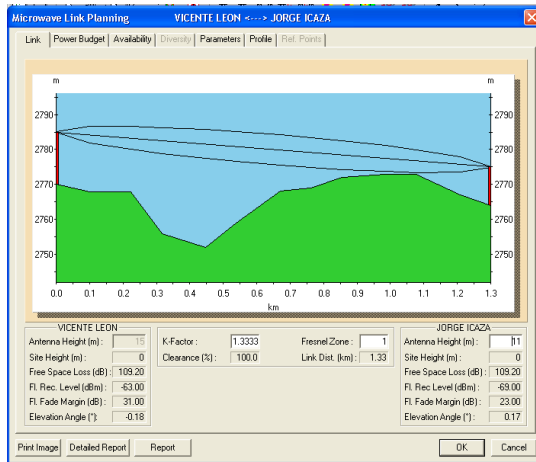 Microwave Link Planning VICENTE LEON <---> JORGE ICAZA
Link Power Budget Availability Diversity Parameters Profile Ref. Points
m m
2790 2790
2780 2780
2770 2770
2760 2760
2750 2750
0.0 0.1 0.2 0.3 0.4 0.5 0.6 0.7 0.8 0.9 1.0 1.1 1.2 1.3
km
VICENTE LEON
Antenna Height (m) : 15
Site Height (m) : 0
Free Space Loss (dB) : 109.20
Fl. Rec. Level (dBm) : -63.00
Fl. Fade Margin (dB) : 31.00
Elevation Angle (°): -0.18
K-Factor : 1.3333 Fresnel Zone : 1
Clearance (%) : 100.0 Link Dist. (km) : 1.33
JORGE ICAZA
Antenna Height (m) : 11
Site Height (m) : 0
Free Space Loss (dB) : 109.20
Fl. Rec. Level (dBm) : -69.00
Fl. Fade Margin (dB) : 23.00
Elevation Angle (°) : 0.17
Print Image Detailed Report Report OK Cancel